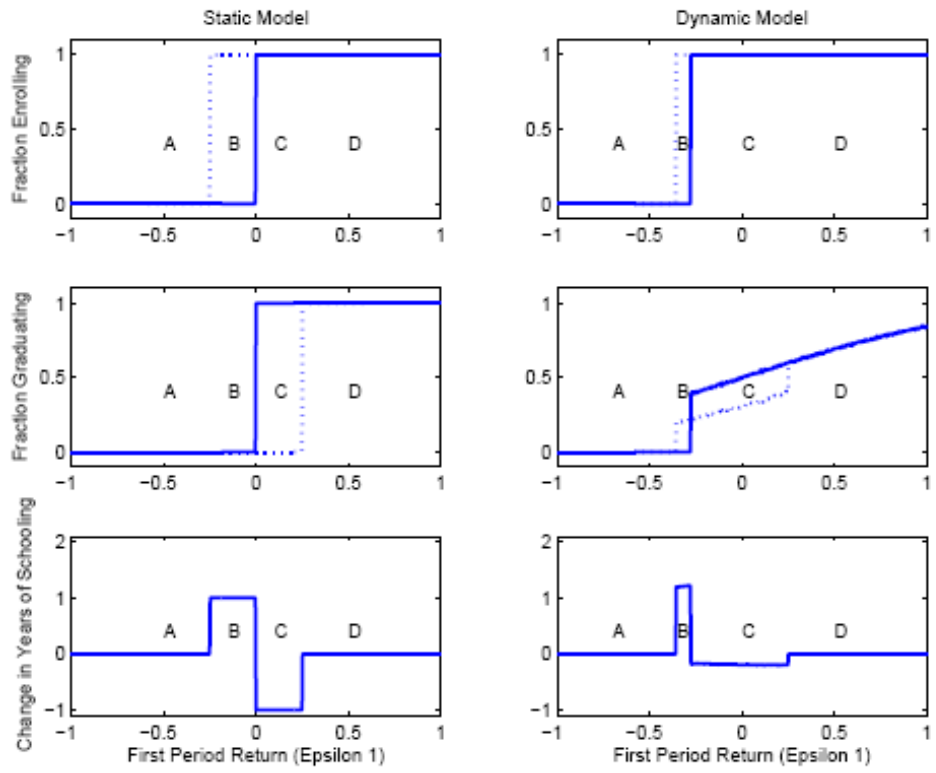 Static Model
Dynamic Model
Fraction Enrolling
1
0.5
0
A
B
C
D
−1
−0.5
0
0.5
1
1
0.5
0
A
B
C
D
−1
−0.5
0
0.5
1
Fraction Graduating
1
0.5
0
A
B
C
D
−1
−0.5
0
0.5
1
1
0.5
0
A
B
C
D
−1
−0.5
0
0.5
1
Change in Years of Schooling
2
1
0
−1
A
B
C
D
−1
−0.5
0
0.5
1
First Period Return (Epsilon 1)
2
1
0
−1
A
B
C
D
−1
−0.5
0
0.5
1
First Period Return (Epsilon 1)